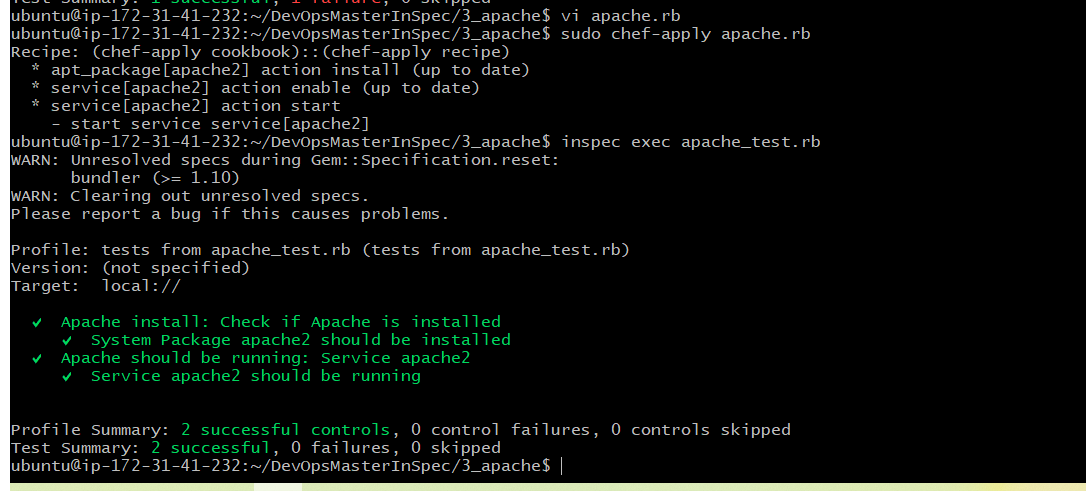 Test Summary: 1 successful, 1 failure, 0 skipped
ubuntu@ip-172-31-41-232:~/DevOpsMasterInSpec/3_apache$ vi apache.rb
ubuntu@ip-172-31-41-232:~/DevOpsMasterInSpec/3_apache$ sudo chef-apply apache.rb
Recipe: (chef-apply cookbook)::(chef-apply recipe)
  * apt_package[apache2] action install (up to date)
  * service[apache2] action enable (up to date)
  * service[apache2] action start
    - start service service[apache2]
ubuntu@ip-172-31-41-232:~/DevOpsMasterInSpec/3_apache$ inspec exec apache_test.rb
WARN: Unresolved specs during Gem::Specification.reset:
      bundler (>= 1.10)
WARN: Clearing out unresolved specs.
Please report a bug if this causes problems.
Profile: tests from apache_test.rb (tests from apache_test.rb)
Version: (not specified)
Target:  local://
  ✔  Apache install: Check if Apache is installed
     ✔  System Package apache2 should be installed
  ✔  Apache should be running: Service apache2
     ✔  Service apache2 should be running
Profile Summary: 2 successful controls, 0 control failures, 0 controls skipped
Test Summary: 2 successful, 0 failures, 0 skipped
ubuntu@ip-172-31-41-232:~/DevOpsMasterInSpec/3_apache$